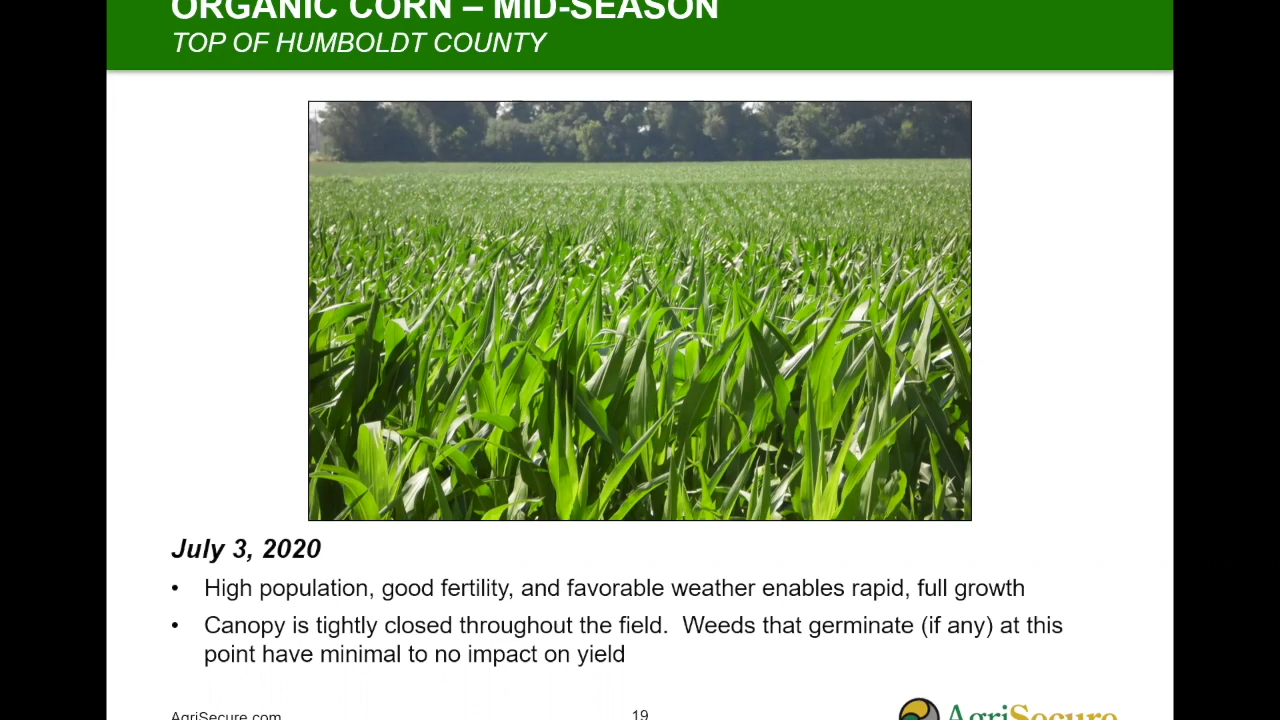 ORGANIC CORN – MID-SEASON
TOP OF HUMBOLDT COUNTY
July 3, 2020
• High population, good fertility, and favorable weather enables rapid, full growth
• Canopy is tightly closed throughout the field.  Weeds that germinate (if any) at this
point have minimal to no impact on yield
AgriSecure.com
19
AgriSecure